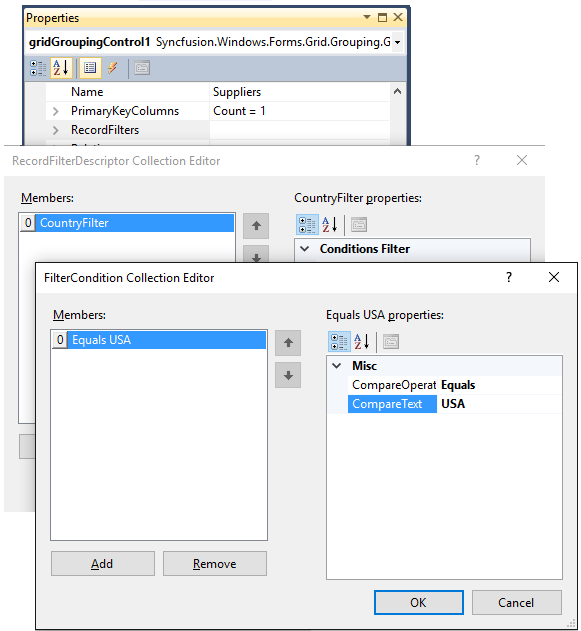 Properties
gridGroupingControl1 Syncfusion.Windows.Forms.Grid.Grouping.G
Name Suppliers
PrimaryKeyColumns Count = 1
RecordFilters
RecordFilterDescriptor Collection Editor ?
Members: CountryFilter properties:
0 CountryFilter
Conditions Filter
FilterCondition Collection Editor ?
Members: Equals USA properties:
0 Equals USA
Misc
CompareOperat Equals
CompareText USA
Add Remove
OK Cancel